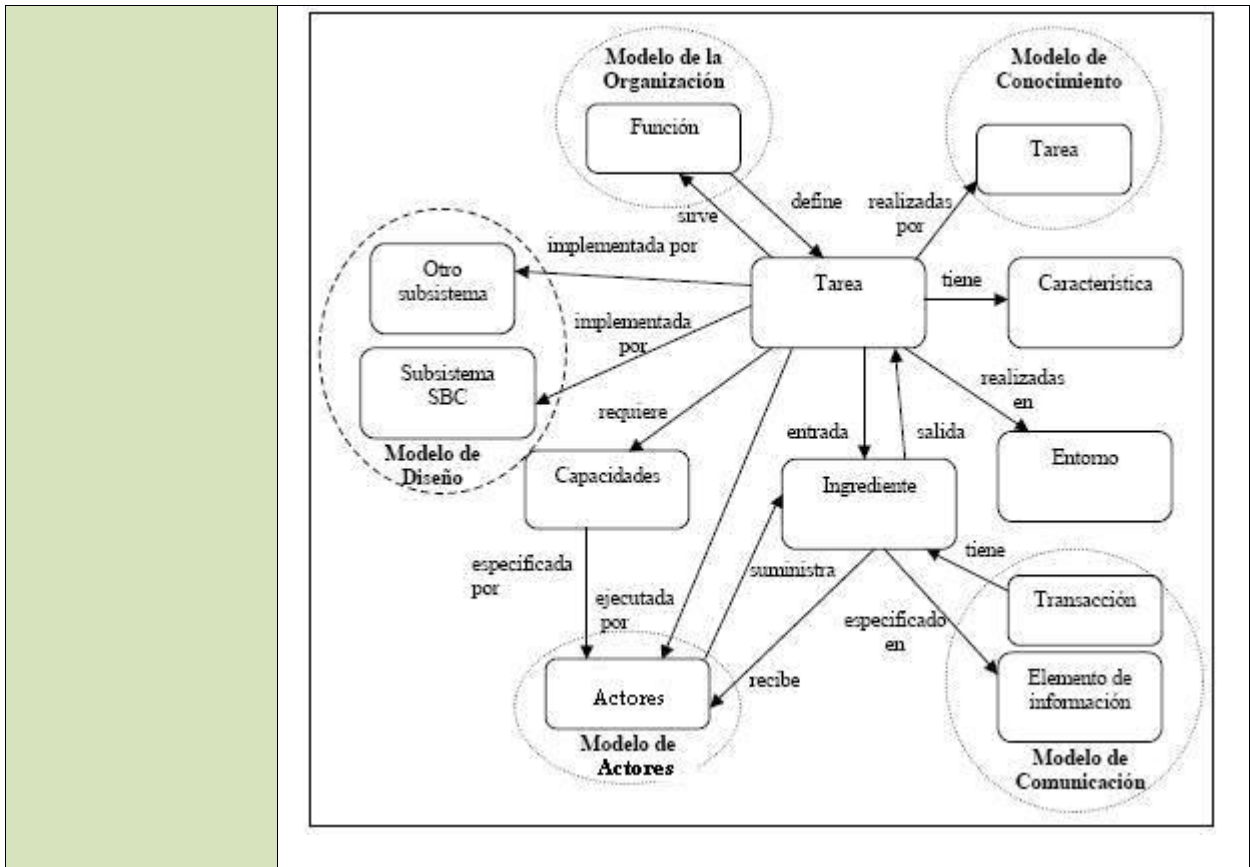 Modelo de la
Organización
Función
Modelo de
Conocimiento
Tarea
sirve
define
realizadas
por
implementada por
Otro
subsistema
Tarea
tiene
Característica
implementada
por
Subsistema
SBC
Modelo de
Diseño
requiere
entrada
salida
realizadas
en
Capacidades
Ingrediente
Entorno
especificada
por
ejecutada
por
suministra
tiene
Transacción
especificado
en
recibe
Elemento de
información
Actores
Modelo de
Actores
Modelo de
Comunicación